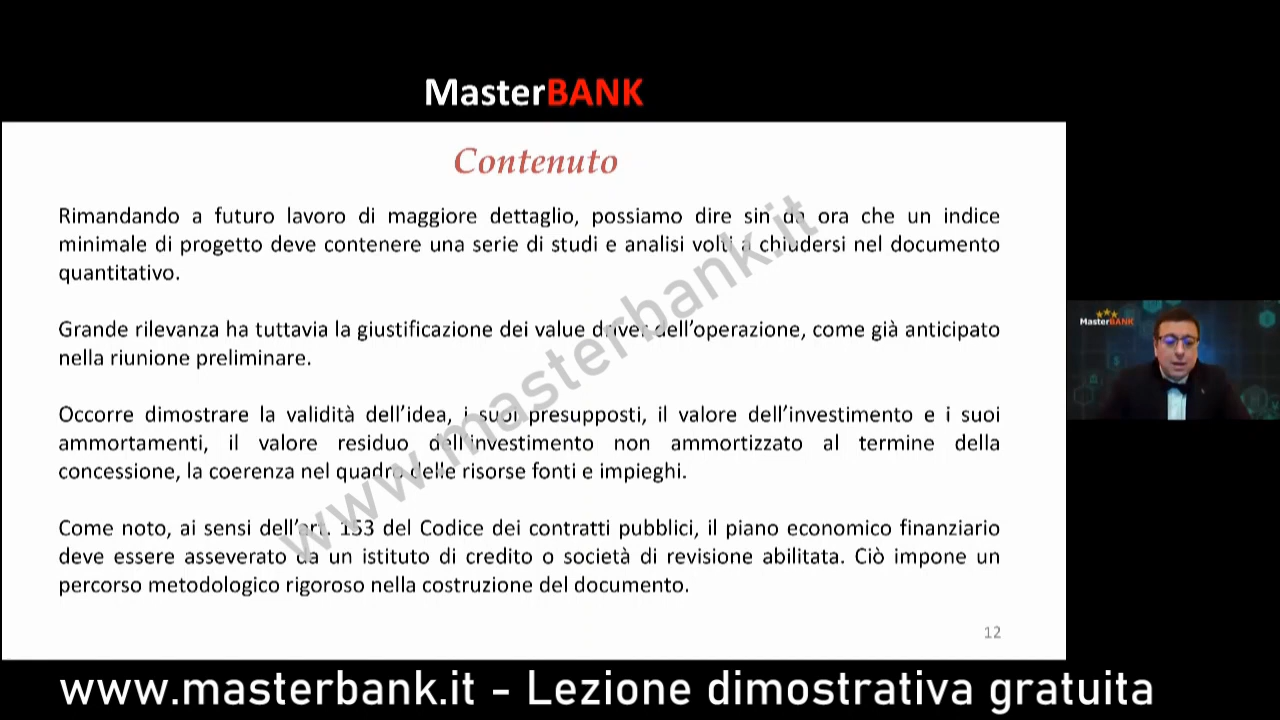 MasterBANK
Contenuto
Rimandando a futuro lavoro di maggiore dettaglio, possiamo dire sin da ora che un indice
minimale di progetto deve contenere una serie di studi e analisi volti a chiudersi nel documento
quantitativo.
Grande rilevanza ha tuttavia la giustificazione dei value driver dell'operazione, come già anticipato
nella riunione preliminare.
Occorre dimostrare la validità dell'idea, i suoi presupposti, il valore dell'investimento e i suoi
ammortamenti, il valore residuo dell'investimento non ammortizzato al termine della
concessione, la coerenza nel quadro delle risorse fonti e impieghi.
Come noto, ai sensi dell'art. 153 del Codice dei contratti pubblici, il piano economico finanziario
deve essere asseverato da un istituto di credito o società di revisione abilitata. Ciò impone un
percorso metodologico rigoroso nella costruzione del documento.
www.masterbank.it
12
MasterBANK
www.masterbank.it - Lezione dimostrativa gratuita